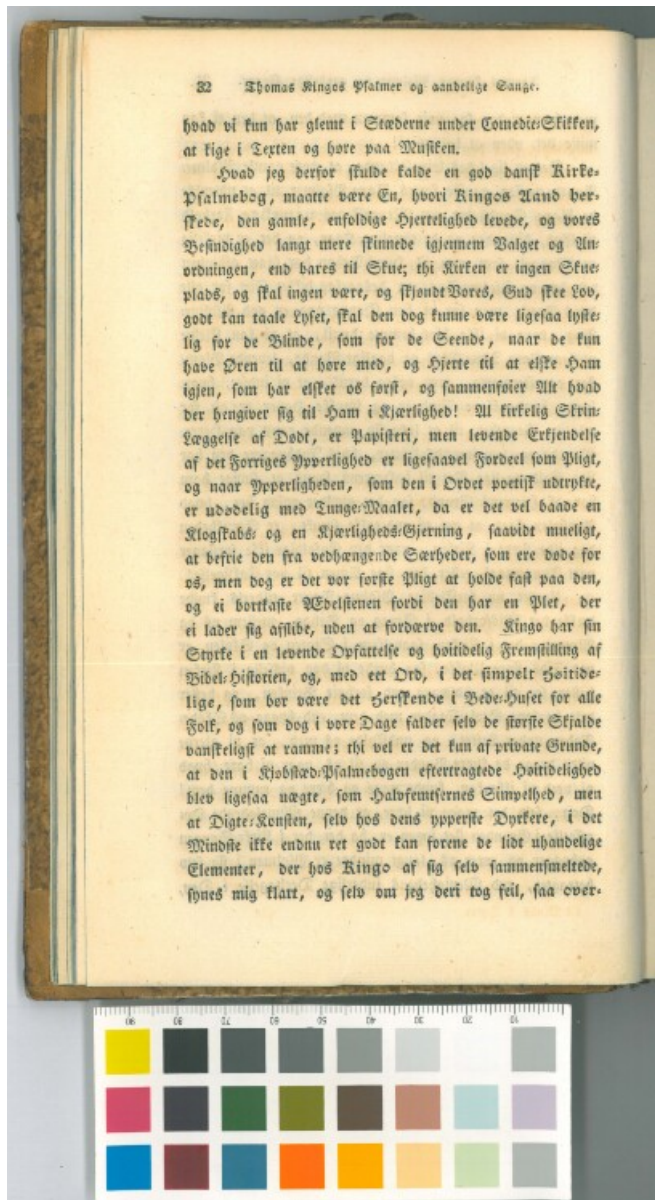 32 Thomas Kingos Psalmer og aandelige Sange.
hvad vi kun har glemt i Stæderne under Comedie-Skikken,
at kige i Texten og høre paa Musiken.
Hvad jeg derfor skulde kalde en god dansk Kirke-
Psalmebog, maatte være En, hvori Kingos Aand her-
skede, den gamle, enfoldige Hjertelighed levede, og vores
Besindighed langt mere skinnede igjennem Valget og An-
ordningen, end bares til Skue; thi Kirken er ingen Skue-
plads, og skal ingen være, og skjøndt Vores, Gud skee Lov,
godt kan taale Lyset, skal den dog kunne være ligesaa lyste-
lig for de Blinde, som for de Seende, naar de kun
have Øren til at høre med, og Hjerte til at elske Ham
igjen, som har elsket os først, og sammenføier Alt hvad
der hengiver sig til Ham i Kjærlighed! Al kirkelig Skrin-
Læggelse af Dødt, er Papisteri, men levende Erkjendelse
af det Forriges Ypperlighed er ligesaavel Fordeel som Pligt,
og naar Ypperligheden, som den i Ordet poetisk udtrykte,
er udødelig med Tunge-Maalet, da er det vel baade en
Klogskabs- og en Kjærligheds-Gjerning, saavidt mueligt,
at befrie den fra vedhængende Særheder, som ere døde for
os, men dog er det vor første Pligt at holde fast paa den,
og ei bortkaste Ædelstenen fordi den har en Plet, der
ei lader sig afslibe, uden at fordærve den. Kingo har sin
Styrke i en levende Opfattelse og høitidelig Fremstilling af
Bibel-Historien, og, med eet Ord, i det simpelt Høitide-
lige, som bør være det Herskende i Bede-Huset for alle
Folk, og som dog i vore Dage falder selv de største Skjalde
vanskeligst at ramme; thi vel er det kun af private Grunde,
at den i Kjøbstæd-Psalmebogen eftertragtede Høitidelighed
blev ligesaa uægte, som Halvfemtsernes Simpelhed, men
at Digte-Konsten, selv hos dens ypperste Dyrkere, i det
Mindste ikke endnu ret godt kan forene de lidt uhandelige
Elementer, der hos Kingo af sig selv sammensmeltede,
synes mig klart, og selv om jeg deri tog feil, saa over-
90 80 70 60 50 40 30 20 10